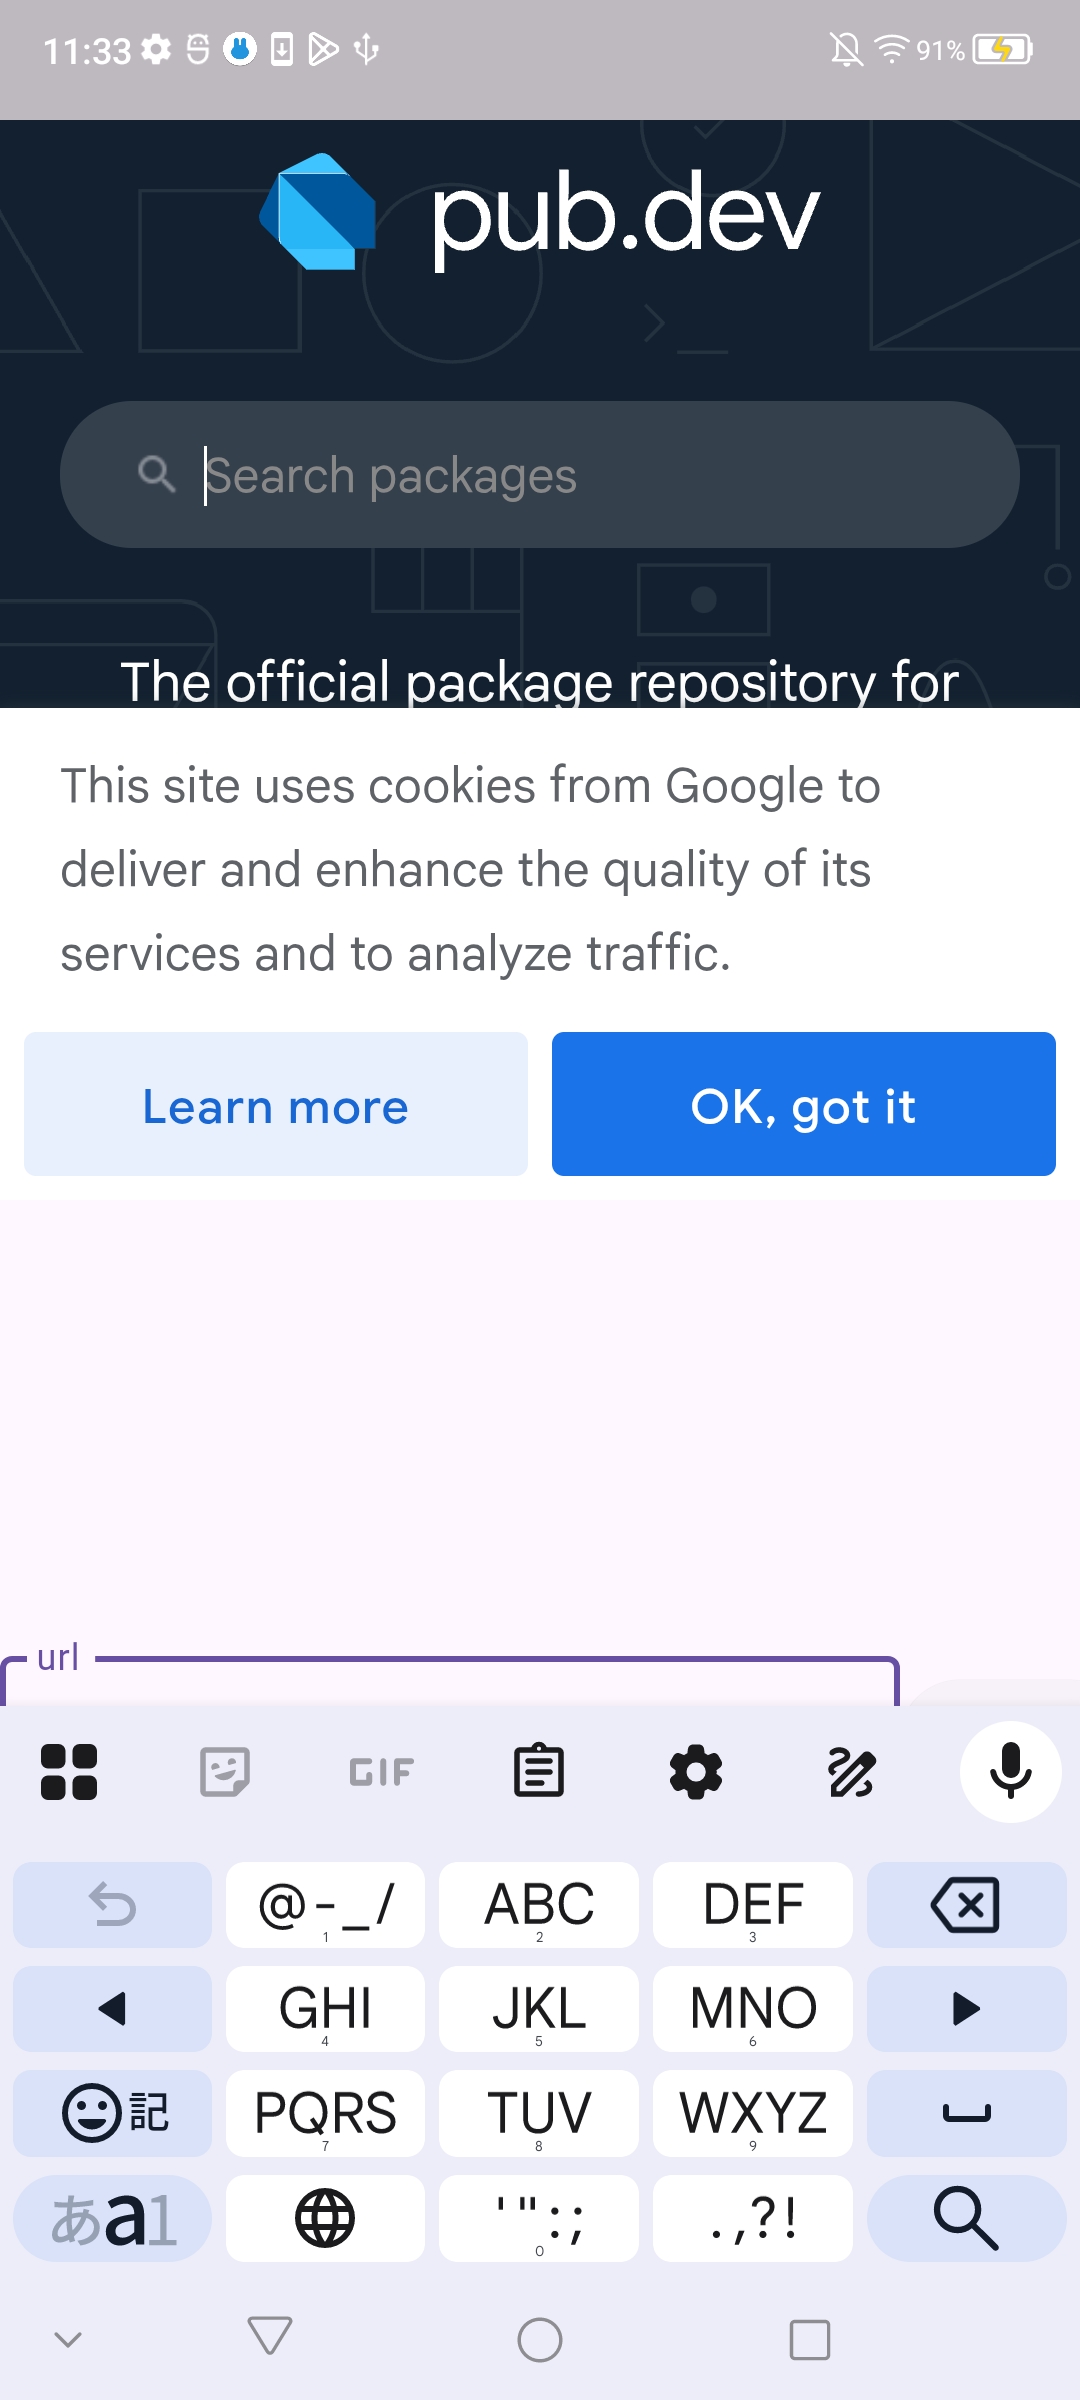 11:33 91%
pub.dev
Search packages
The official package repository for
This site uses cookies from Google to
deliver and enhance the quality of its
services and to analyze traffic.
Learn more OK, got it
url
GIF
@-_/ ABC DEF
1 2 3
GHI JKL MNO
4 5 6
記 PQRS TUV WXYZ
7 8 9
あa1 '":; .,?!
0